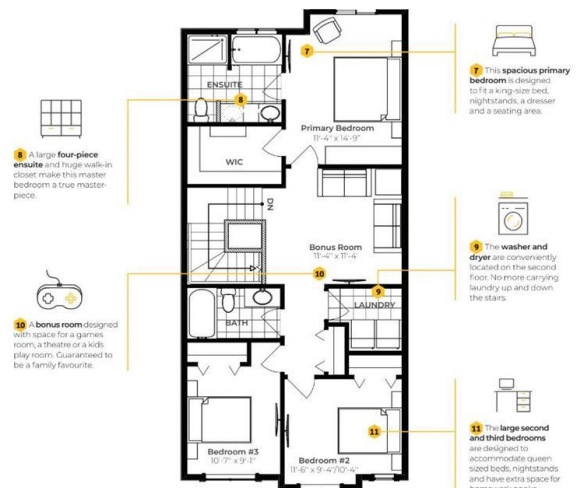 8 A large four-piece
ensuite and huge walk-in
closet make this master
bedroom a true master-
piece.
10 A bonus room designed
with space for a games
room, a theatre or a kids
play room. Guaranteed to
be a family favourite.
7
ENSUITE
8
Primary Bedroom
11'-4" x 14'-9"
WIC
DN
Bonus Room
11'-4" x 11'-4
10
9
LAUNDRY
BATH
11
Bedroom #3
10'-7" x 9'-1"
Bedroom #2
11'-6" x 9'-4"/10'-4"
7 This spacious primary
bedroom is designed
to fit a king-size bed,
nightstands, a dresser
and a seating area.
9 The washer and
dryer are conveniently
located on the second
floor. No more carrying
laundry up and down
the stairs.
11 The large second
and third bedrooms
are designed to
accommodate queen
sized beds, nightstands
and have extra space for